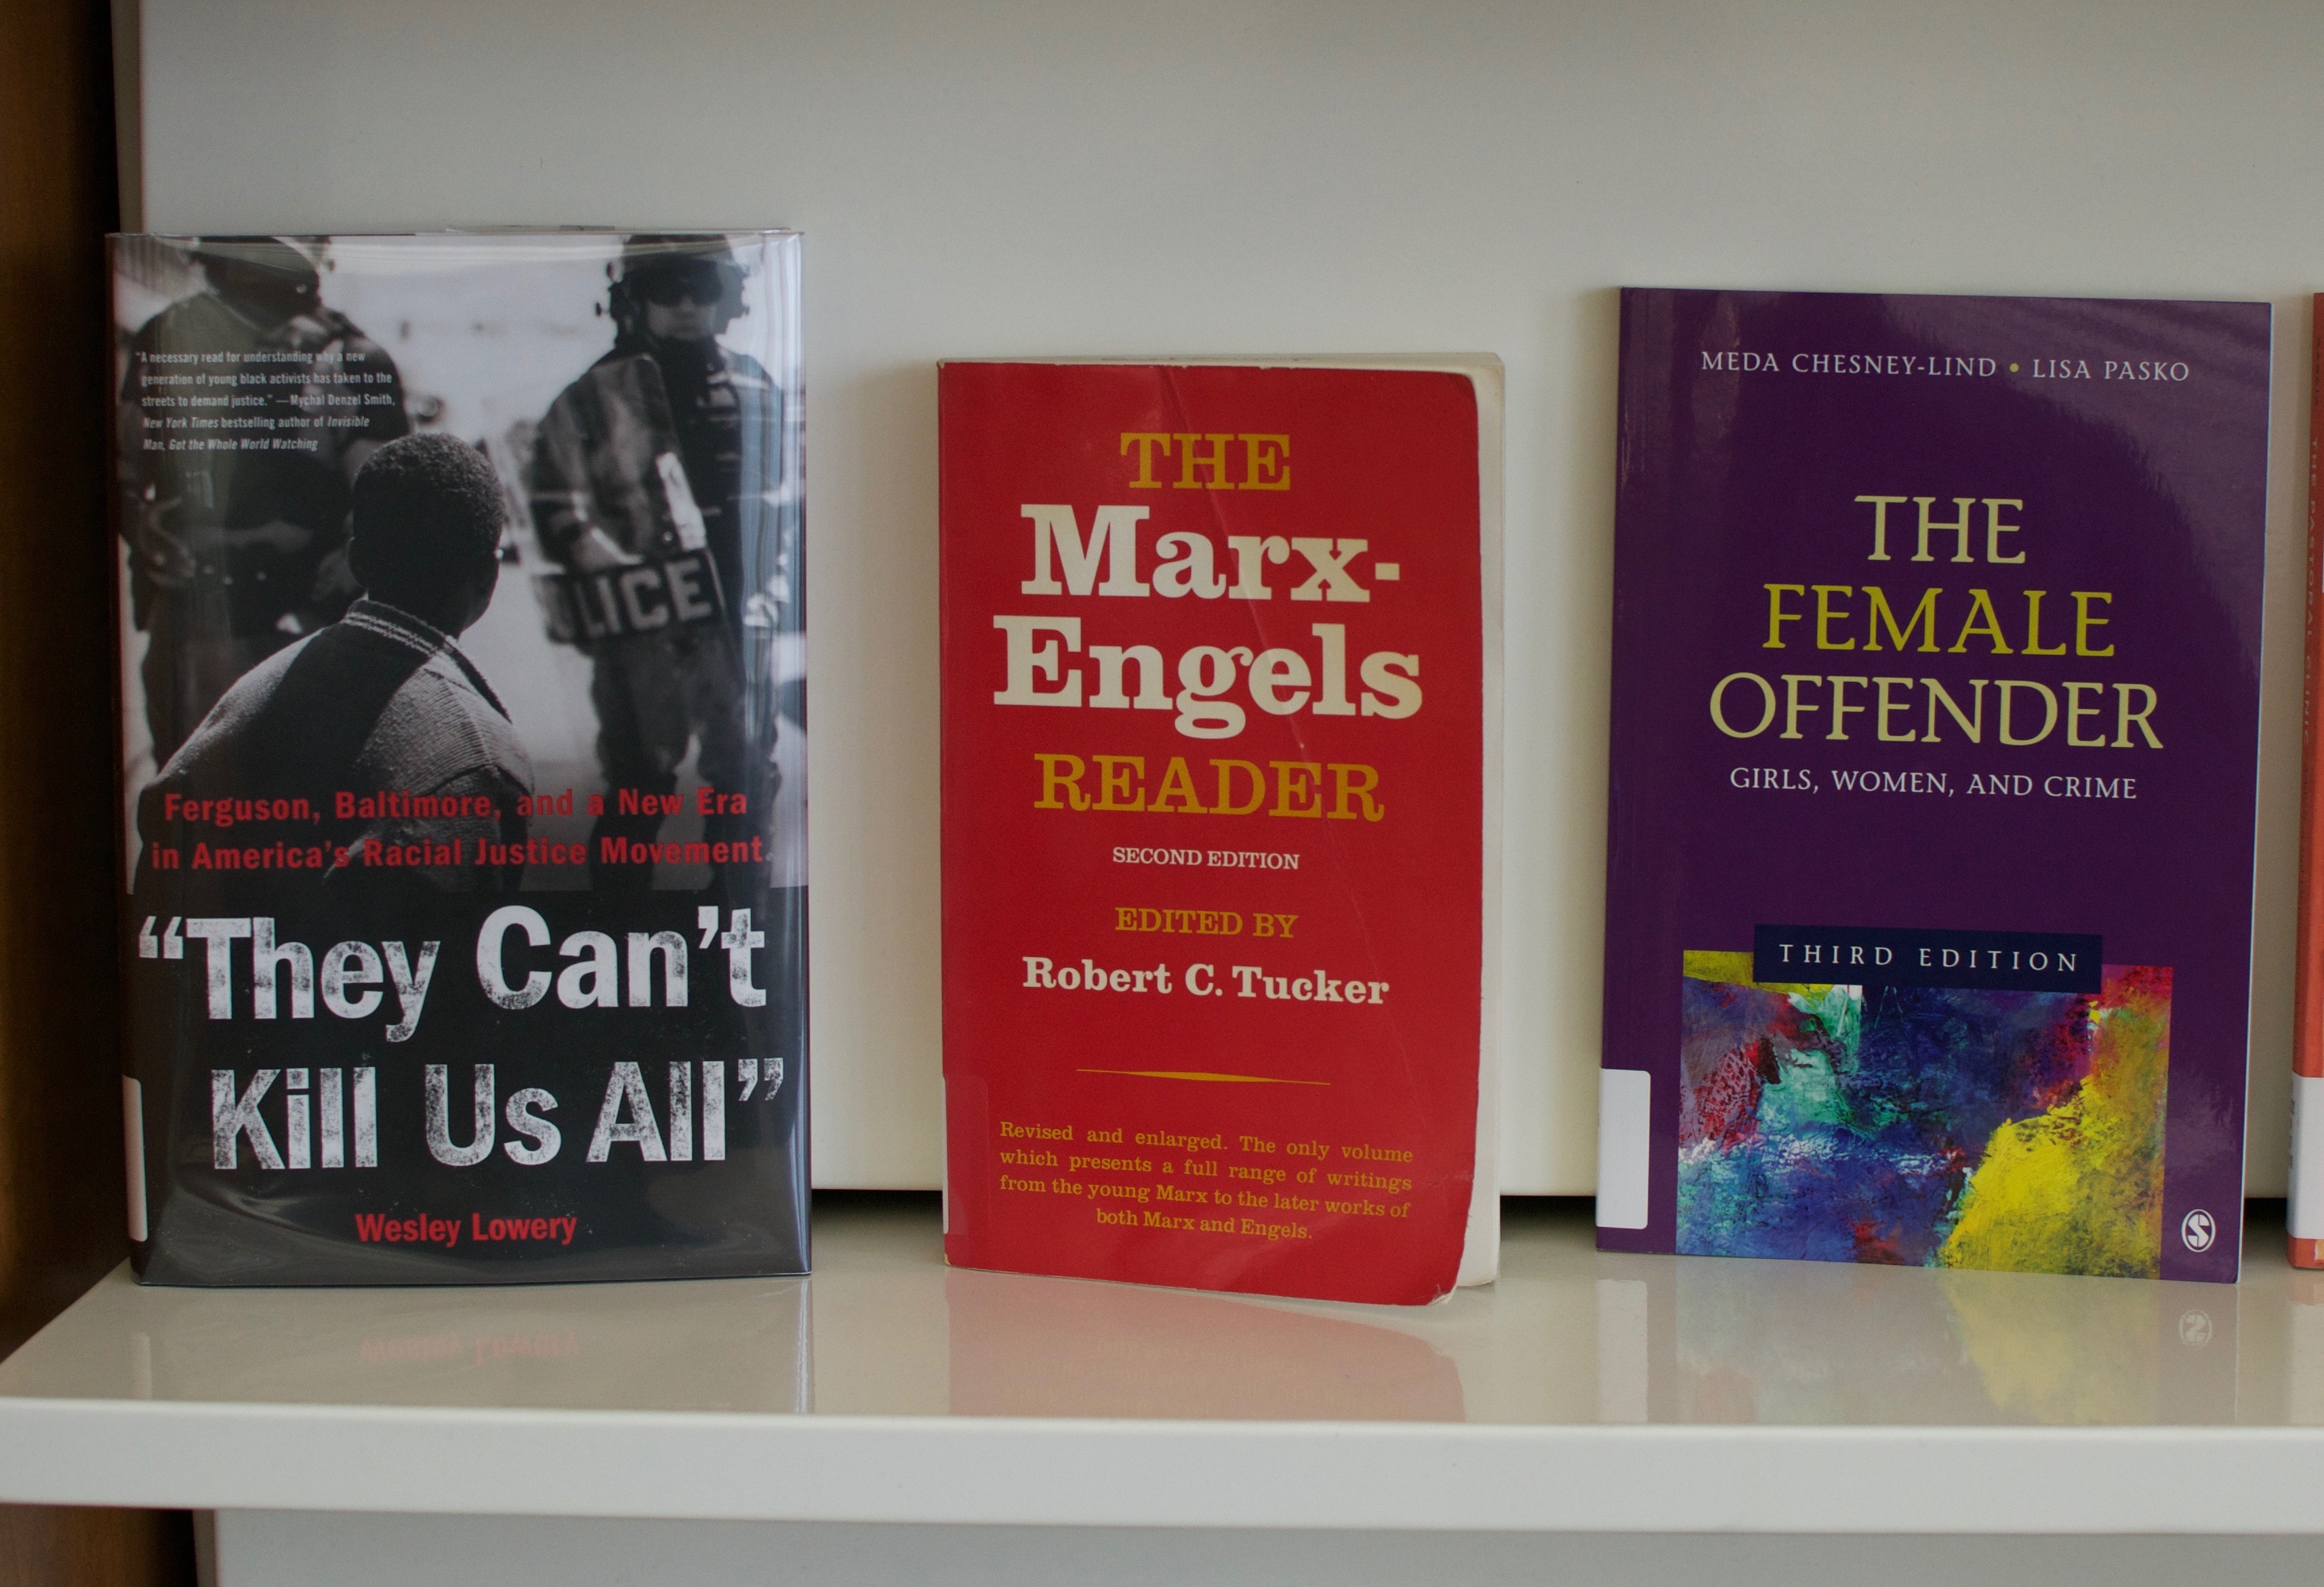 "A necessary read for understanding why a new
generation of young black activists has taken to the
streets to demand justice." —Mychal Denzel Smith,
New York Times bestselling author of Invisible
Man, Got the Whole World Watching
LICE
Ferguson, Baltimore, and a New Era
in America's Racial Justice Movement
“They Can’t
Kill Us All”
Wesley Lowery
THE
Marx-
Engels
READER
SECOND EDITION
EDITED BY
Robert C. Tucker
Revised and enlarged. The only volume
which presents a full range of writings
from the young Marx to the later works of
both Marx and Engels.
MEDA CHESNEY-LIND • LISA PASKO
THE
FEMALE
OFFENDER
GIRLS, WOMEN, AND CRIME
THIRD EDITION
S